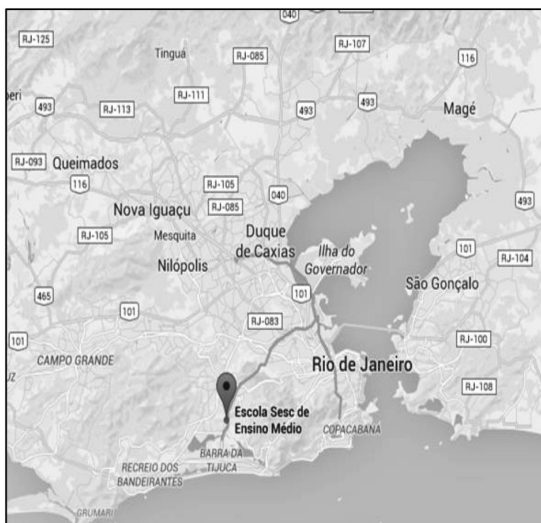 040
RJ-125
RJ-107
Tinguá
RJ-085
116
RJ-111
493
493
RJ-113
493
Magé
RJ-093
Queimados
116
RJ-105
040
493
Nova Iguaçu
RJ-085
Duque
de Caxias
RJ-105
Mesquita
Ilha do
Governador
101
RJ-104
Nilópolis
São Gonçalo
465
101
101
101
RJ-083
RJ-100
CAMPO GRANDE
Rio de Janeiro
RJ-108
Escola Sesc de
Ensino Médio
COPACABANA
BARRA DA
TIJUCA
RECREIO DOS
BANDEIRANTES
GRUMARI